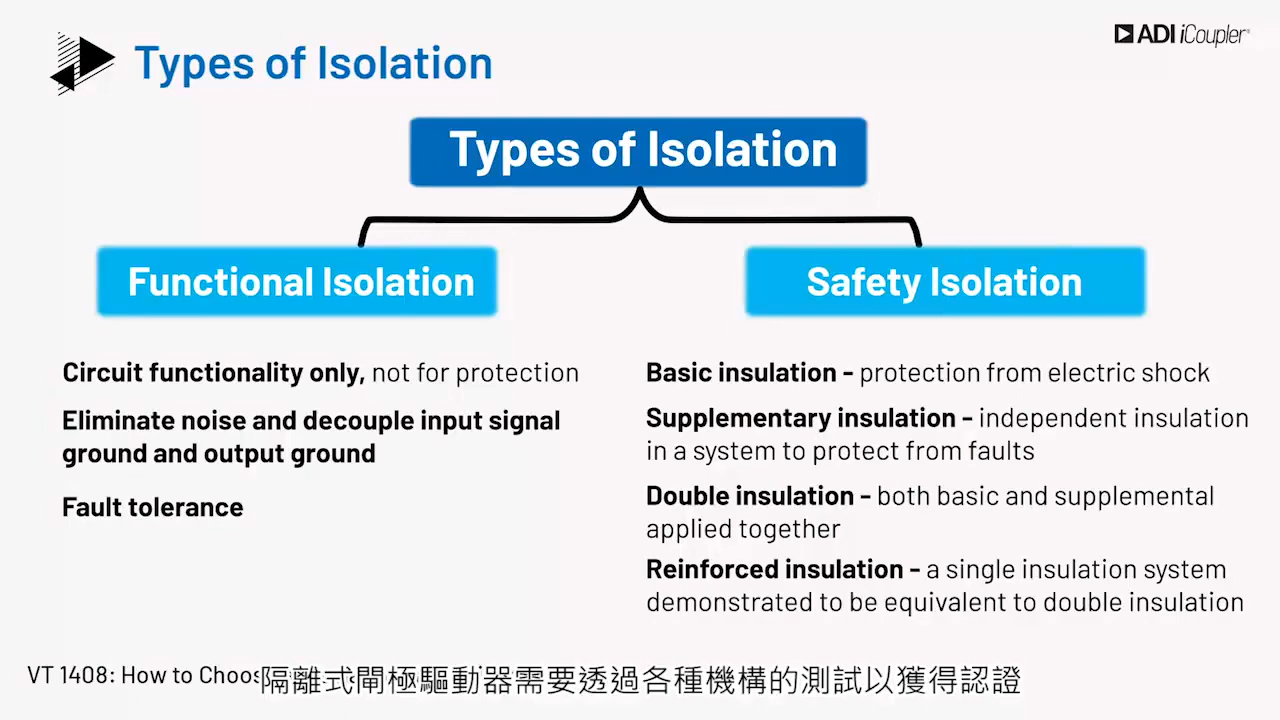 Types of Isolation
ADI iCoupler®
Types of Isolation
Functional Isolation
Safety Isolation
Circuit functionality only, not for protection
Eliminate noise and decouple input signal
ground and output ground
Fault tolerance
Basic insulation - protection from electric shock
Supplementary insulation - independent insulation
in a system to protect from faults
Double insulation - both basic and supplemental
applied together
Reinforced insulation - a single insulation system
demonstrated to be equivalent to double insulation
VT 1408: How to Choos
隔離式閘極驅動器需要透過各種機構的測試以獲得認證